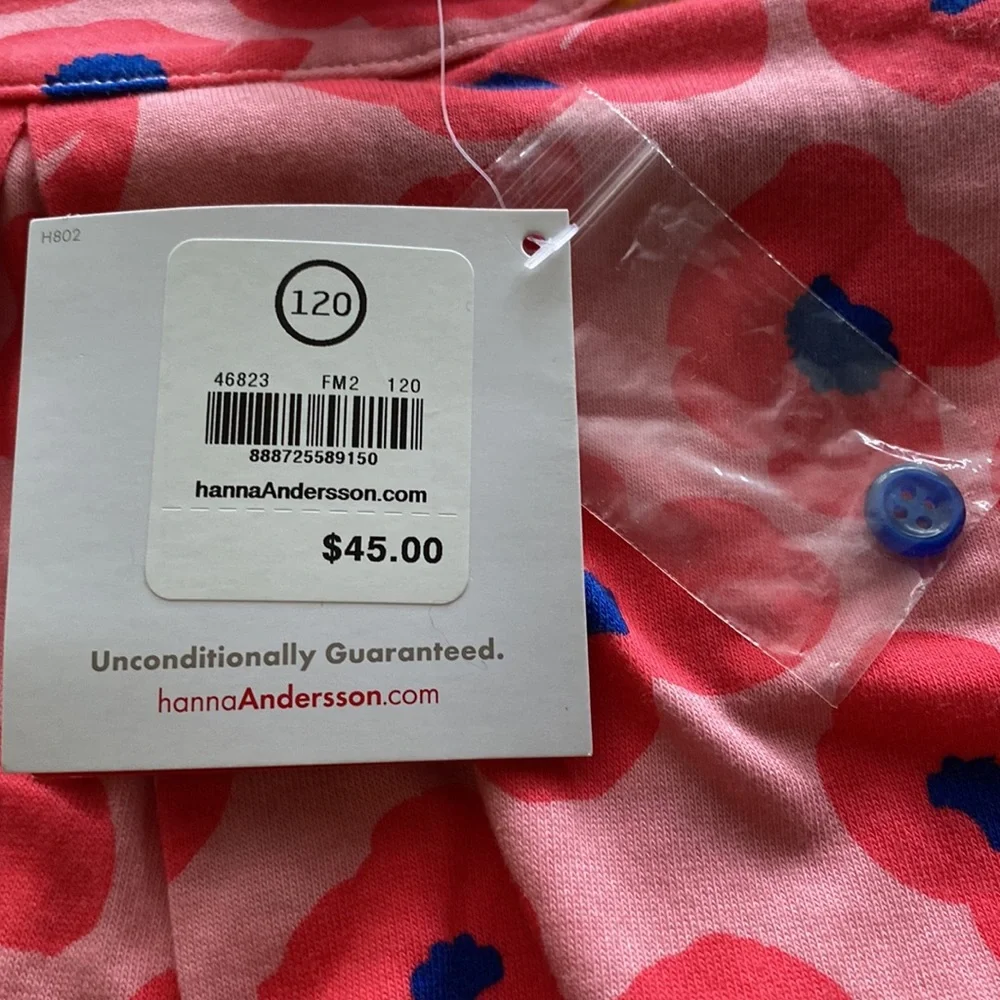 H802
120
46823 FM2 120
888725589150
hannaAndersson.com
$45.00
Unconditionally Guaranteed.
hannaAndersson.com